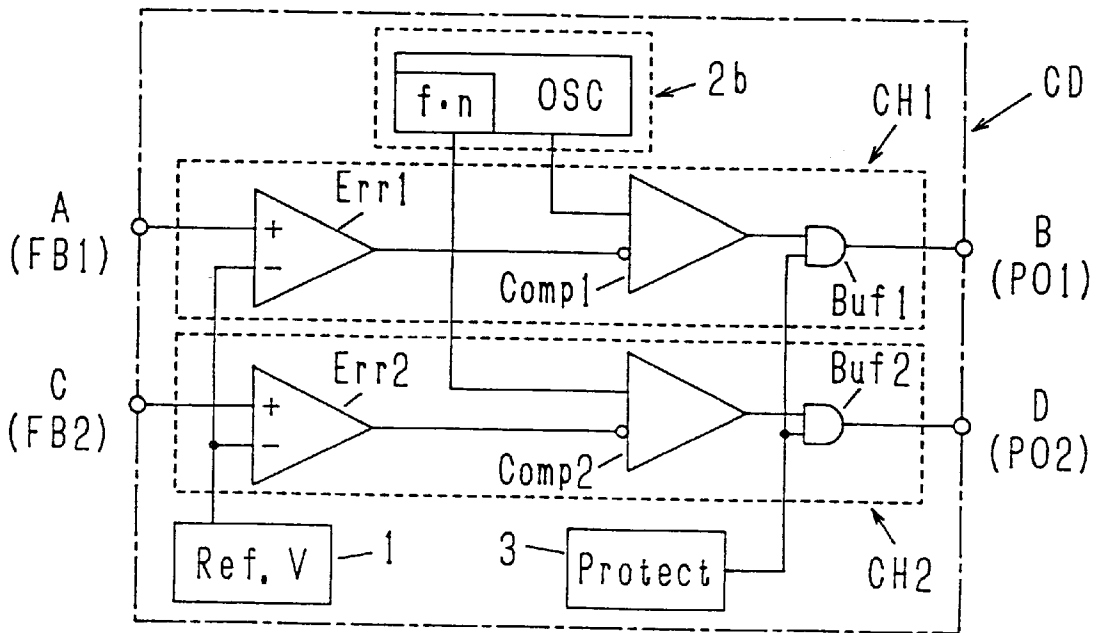 f·n OSC
2b
CH1
CD
A
(FB1)
Err1
+
−
Comp1
Buf1
B
(PO1)
C
(FB2)
Err2
+
−
Comp2
Buf2
D
(PO2)
Ref. V
1
3
Protect
CH2